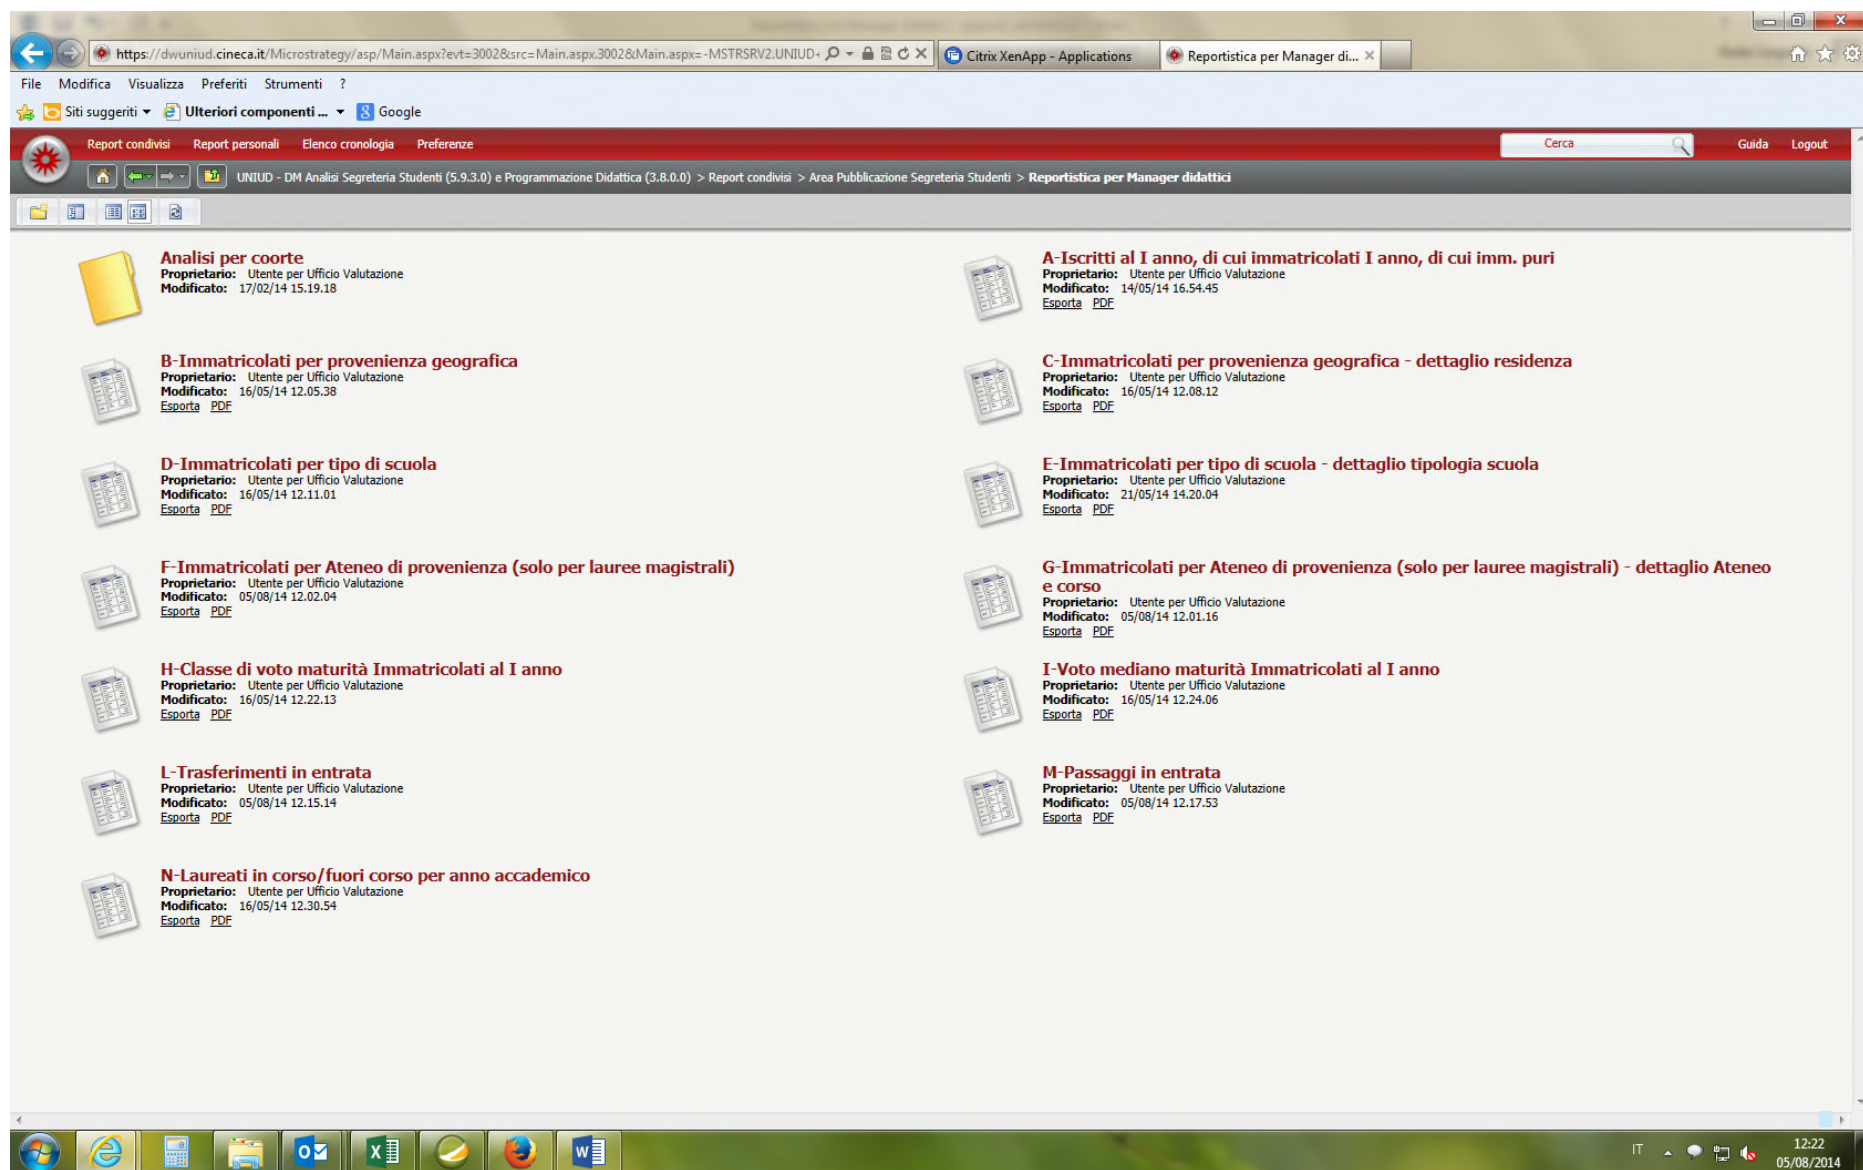 https://dwuniud.cineca.it/Microstrategy/asp/Main.aspx?evt=3002&src=Main.aspx.3002&Main.aspx=-MSTRSRV2.UNIUD-
Citrix XenApp - Applications
Reportistica per Manager di...
File Modifica Visualizza Preferiti Strumenti ?
Siti suggeriti Ulteriori componenti ... Google
Report condivisi Report personali Elenco cronologia Preferenze Cerca Guida Logout
UNIUD - DM Analisi Segreteria Studenti (5.9.3.0) e Programmazione Didattica (3.8.0.0) > Report condivisi > Area Pubblicazione Segreteria Studenti > Reportistica per Manager didattici
Analisi per coorte
Proprietario: Utente per Ufficio Valutazione
Modificato: 17/02/14 15.19.18
A-Iscritti al I anno, di cui immatricolati I anno, di cui imm. puri
Proprietario: Utente per Ufficio Valutazione
Modificato: 14/05/14 16.54.45
Esporta PDF
B-Immatricolati per provenienza geografica
Proprietario: Utente per Ufficio Valutazione
Modificato: 16/05/14 12.05.38
Esporta PDF
C-Immatricolati per provenienza geografica - dettaglio residenza
Proprietario: Utente per Ufficio Valutazione
Modificato: 16/05/14 12.08.12
Esporta PDF
D-Immatricolati per tipo di scuola
Proprietario: Utente per Ufficio Valutazione
Modificato: 16/05/14 12.11.01
Esporta PDF
E-Immatricolati per tipo di scuola - dettaglio tipologia scuola
Proprietario: Utente per Ufficio Valutazione
Modificato: 21/05/14 14.20.04
Esporta PDF
F-Immatricolati per Ateneo di provenienza (solo per lauree magistrali)
Proprietario: Utente per Ufficio Valutazione
Modificato: 05/08/14 12.02.04
Esporta PDF
G-Immatricolati per Ateneo di provenienza (solo per lauree magistrali) - dettaglio Ateneo
e corso
Proprietario: Utente per Ufficio Valutazione
Modificato: 05/08/14 12.01.16
Esporta PDF
H-Classe di voto maturità Immatricolati al I anno
Proprietario: Utente per Ufficio Valutazione
Modificato: 16/05/14 12.22.13
Esporta PDF
I-Voto mediano maturità Immatricolati al I anno
Proprietario: Utente per Ufficio Valutazione
Modificato: 16/05/14 12.24.06
Esporta PDF
L-Trasferimenti in entrata
Proprietario: Utente per Ufficio Valutazione
Modificato: 05/08/14 12.15.14
Esporta PDF
M-Passaggi in entrata
Proprietario: Utente per Ufficio Valutazione
Modificato: 05/08/14 12.17.53
Esporta PDF
N-Laureati in corso/fuori corso per anno accademico
Proprietario: Utente per Ufficio Valutazione
Modificato: 16/05/14 12.30.54
Esporta PDF
IT
12:22
05/08/2014